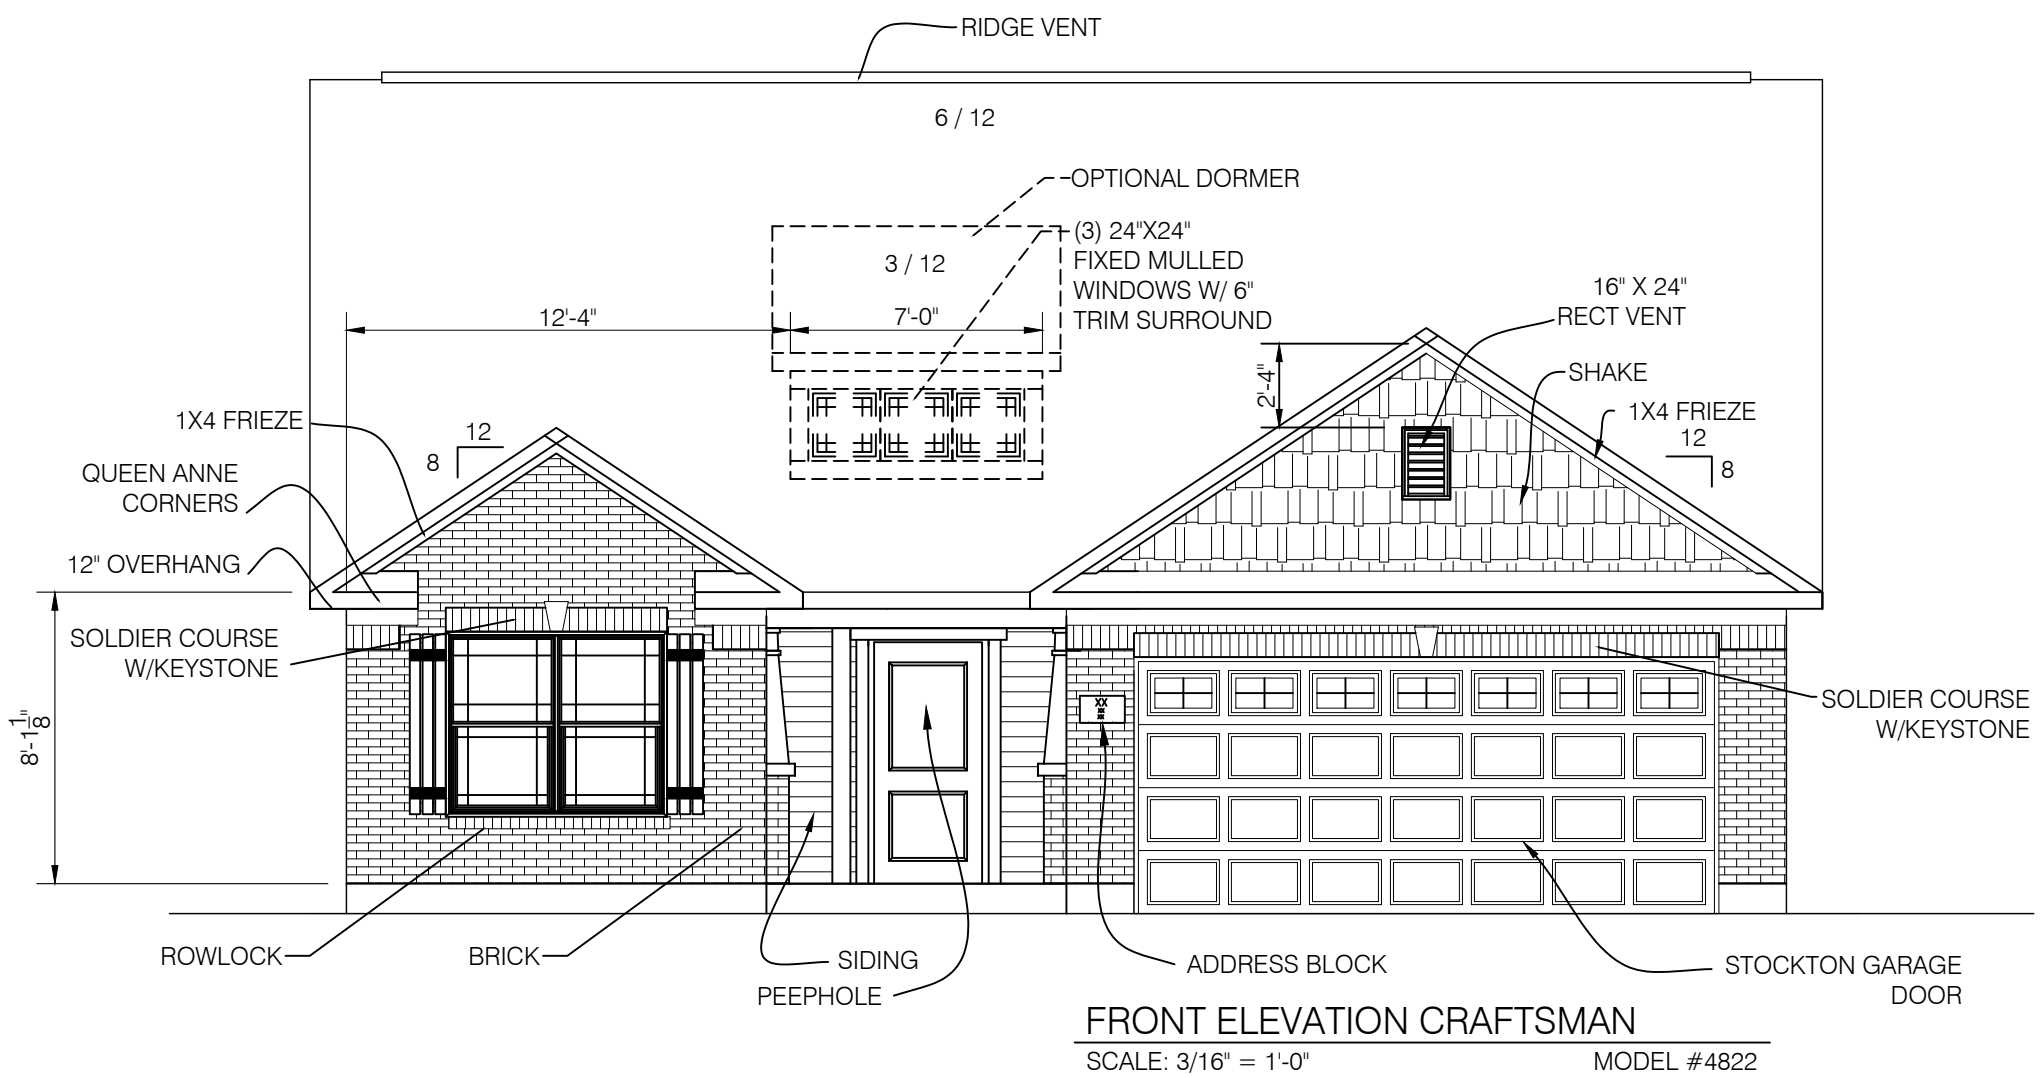 RIDGE VENT
6 / 12
OPTIONAL DORMER
(3) 24"X24"
FIXED MULLED
WINDOWS W/ 6"
TRIM SURROUND
3 / 12
12'-4"
7'-0"
16" X 24"
RECT VENT
2'-4"
SHAKE
1X4 FRIEZE
12
8
1X4 FRIEZE
12
8
QUEEN ANNE
CORNERS
12" OVERHANG
SOLDIER COURSE
W/KEYSTONE
8'-1 1/8
XX
XX
XX
SOLDIER COURSE
W/KEYSTONE
ROWLOCK
BRICK
SIDING
PEEPHOLE
ADDRESS BLOCK
STOCKTON GARAGE
DOOR
FRONT ELEVATION CRAFTSMAN
SCALE: 3/16" = 1'-0"
MODEL #4822